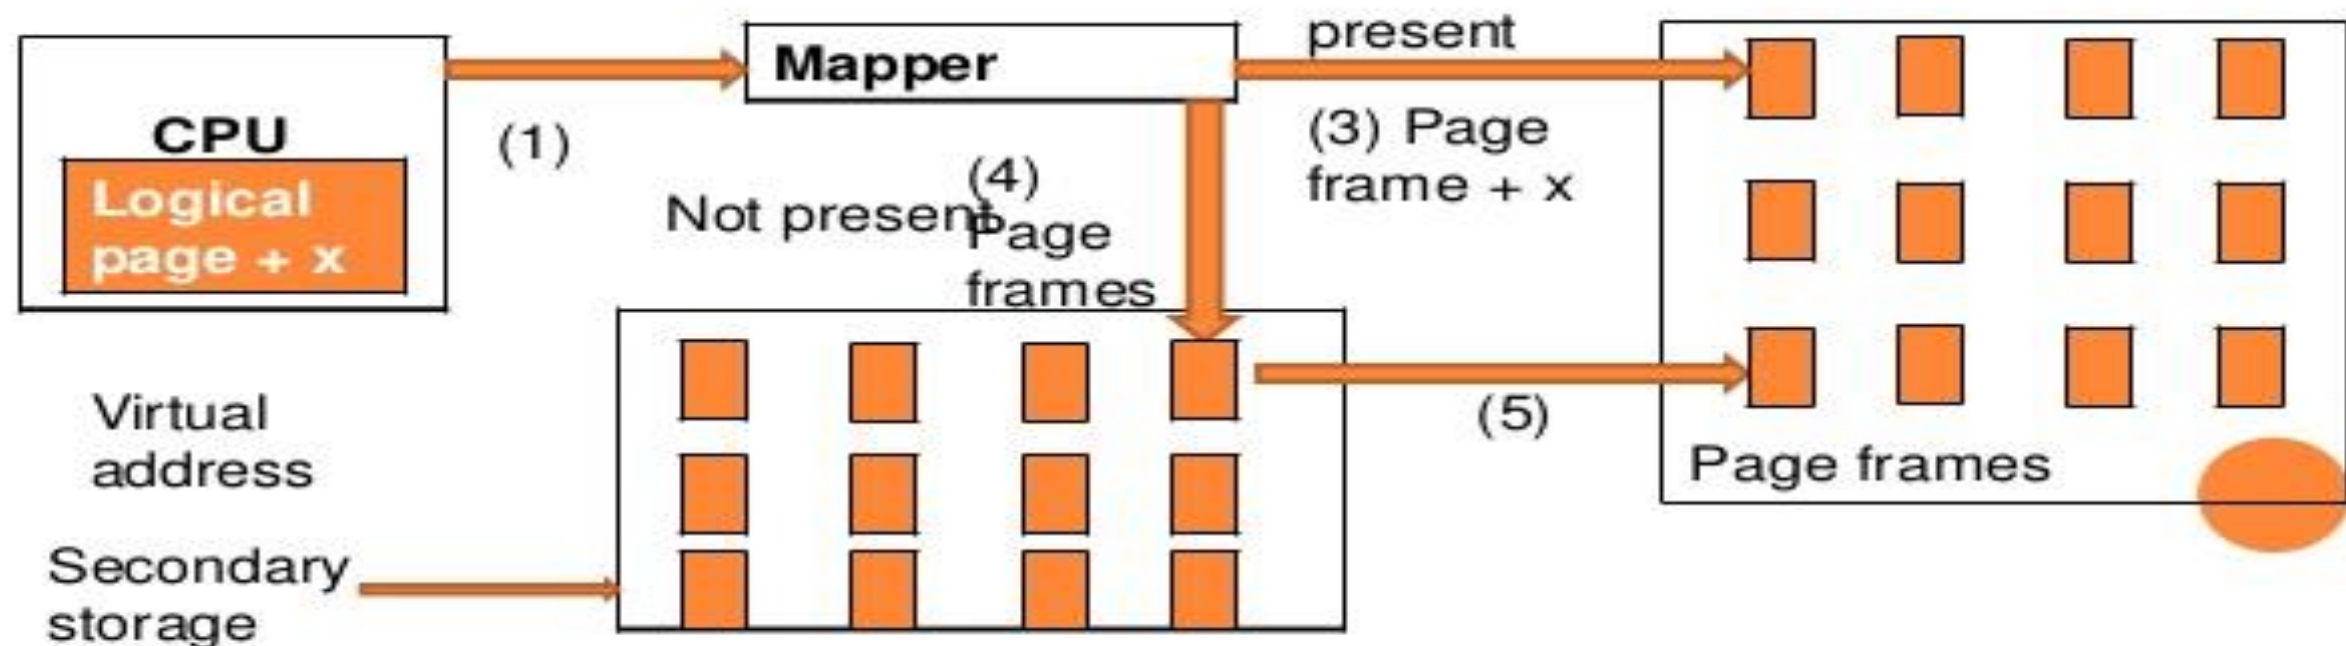 CPU
Logical
page + x
(1)
Mapper
present
(3) Page
frame + x
(4)
Not present
Page
frames
(5)
Page frames
Virtual
address
Secondary
storage